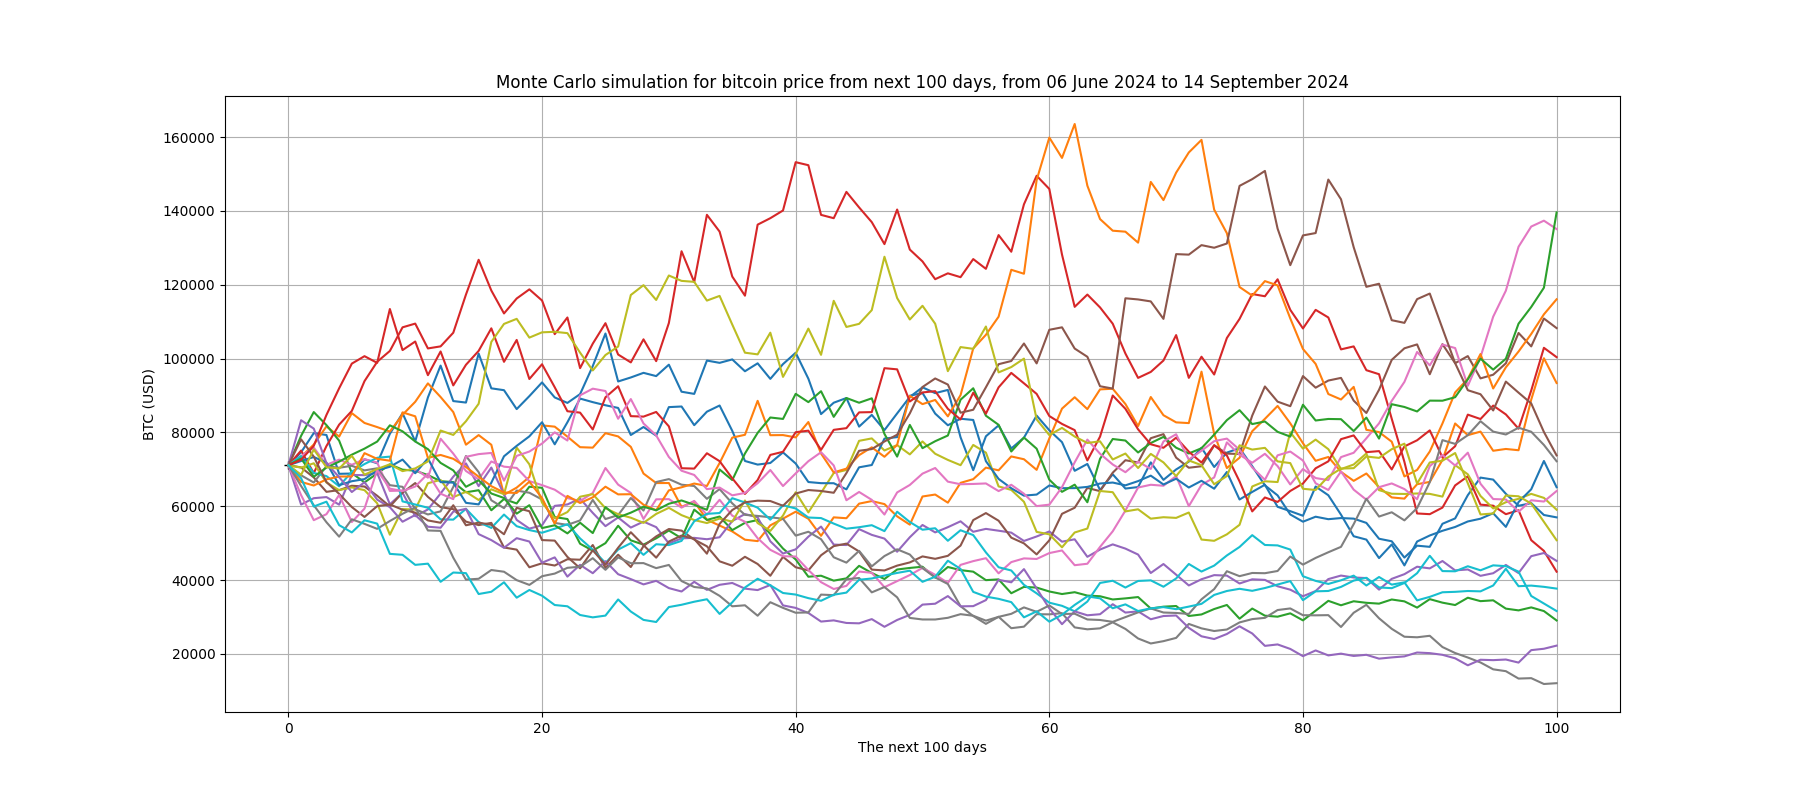 Monte Carlo simulation for bitcoin price from next 100 days, from 06 June 2024 to 14 September 2024
160000
140000
120000
100000
80000
60000
40000
20000
BTC (USD)
0 20 40 60 80 100
The next 100 days